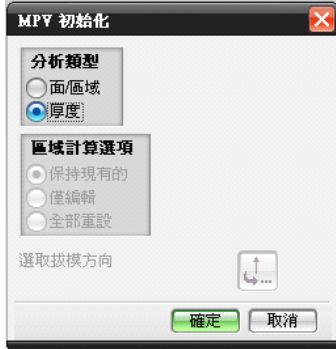 MPV 初始化
分析類型
面/區域
厚度
區域計算選項
保持現有的
僅編輯
全部重設
選取拔模方向
確定
取消